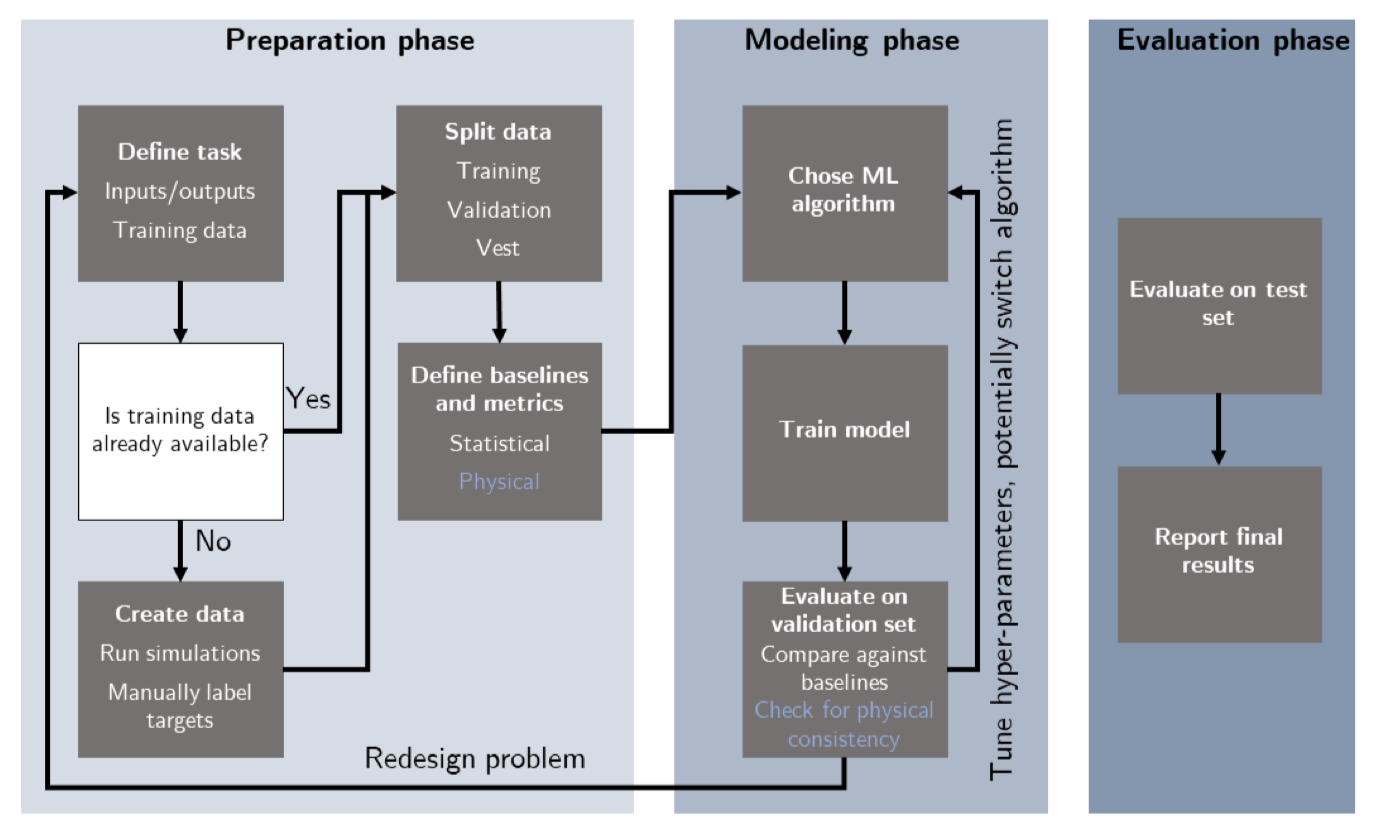 Preparation phase
Define task
Inputs/outputs
Training data
Is training data
already available?
Yes
No
Create data
Run simulations
Manually label
targets
Split data
Training
Validation
Vest
Define baselines
and metrics
Statistical
Physical
Redesign problem
Modeling phase
Chose ML
algorithm
Train model
Evaluate on
validation set
Compare against
baselines
Check for physical
consistency
Tune hyper-parameters, potentially switch algorithm
Evaluation phase
Evaluate on test
set
Report final
results